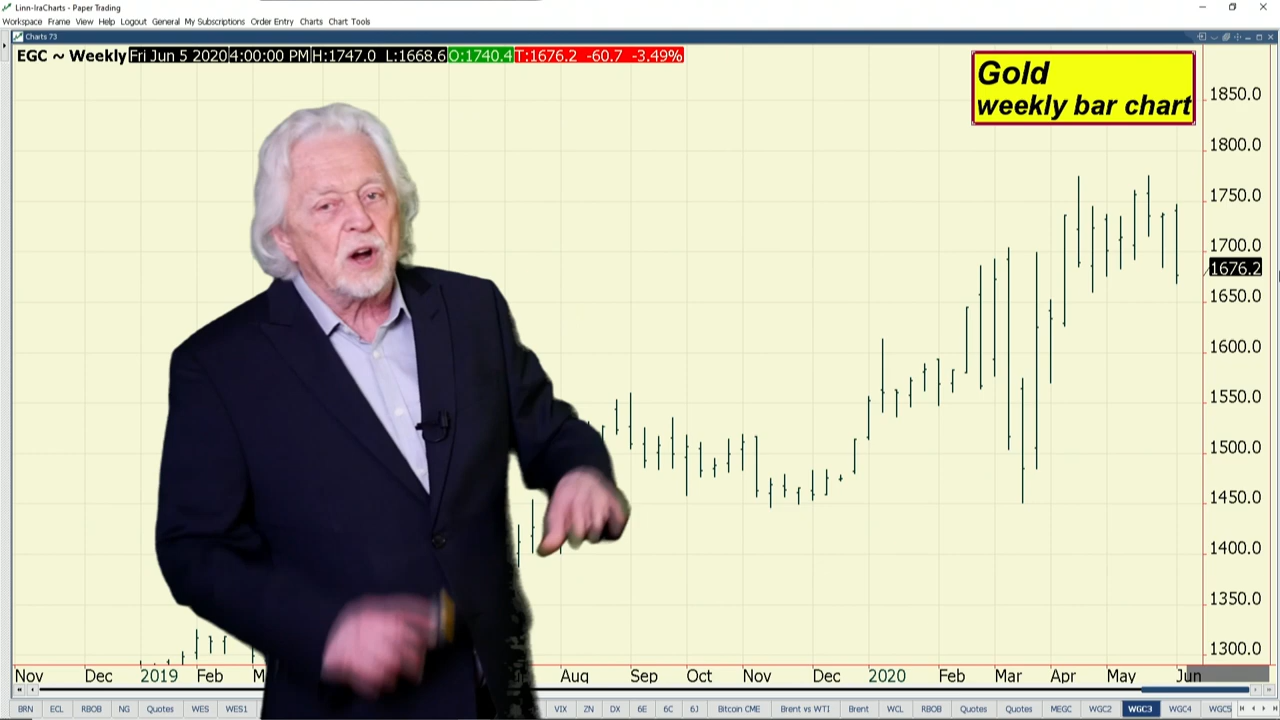 Linn-IraCharts - Paper Trading
Workspace Frame View Help Logout General My Subscriptions Order Entry Charts Chart Tools
Charts 73
EGC ~ Weekly Fri Jun 5 2020 4:00:00 PM H:1747.0 L:1668.6 O:1740.4 T:1676.2 -60.7 -3.49%
Gold
weekly bar chart
1850.0
1800.0
1750.0
1700.0
1676.2
1650.0
1600.0
1550.0
1500.0
1450.0
1400.0
1350.0
1300.0
Nov Dec 2019 Feb Aug Sep Oct Nov Dec 2020 Feb Mar Apr May Jun
BRN ECL RBOB NG Quotes WES WES1 VIX ZN DX 6E 6C 6J Bitcoin CME Brent vs WTI Brent WCL RBOB Quotes Quotes MEGC WGC2 WGC3 WGC4 WGC5